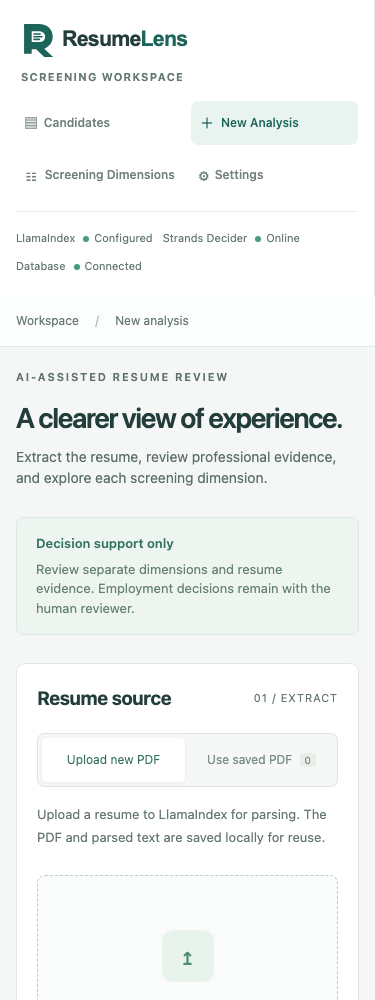 ResumeLens
SCREENING WORKSPACE
Candidates
New Analysis
Screening Dimensions
Settings
LlamaIndex Configured Strands Decider Online
Database Connected
Workspace / New analysis
AI-ASSISTED RESUME REVIEW
A clearer view of experience.
Extract the resume, review professional evidence,
and explore each screening dimension.
Decision support only
Review separate dimensions and resume
evidence. Employment decisions remain with the
human reviewer.
Resume source
01 / EXTRACT
Upload new PDF
Use saved PDF 0
Upload a resume to LlamaIndex for parsing. The
PDF and parsed text are saved locally for reuse.